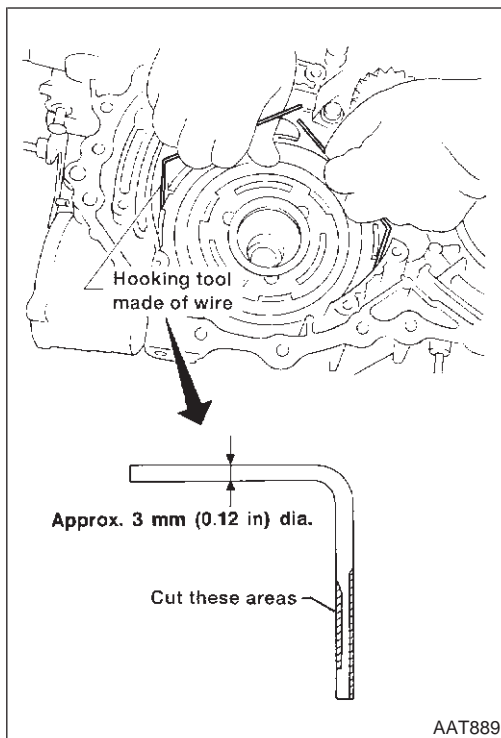 Hooking tool
made of wire
Approx. 3 mm (0.12 in) dia.
Cut these areas
AAT889